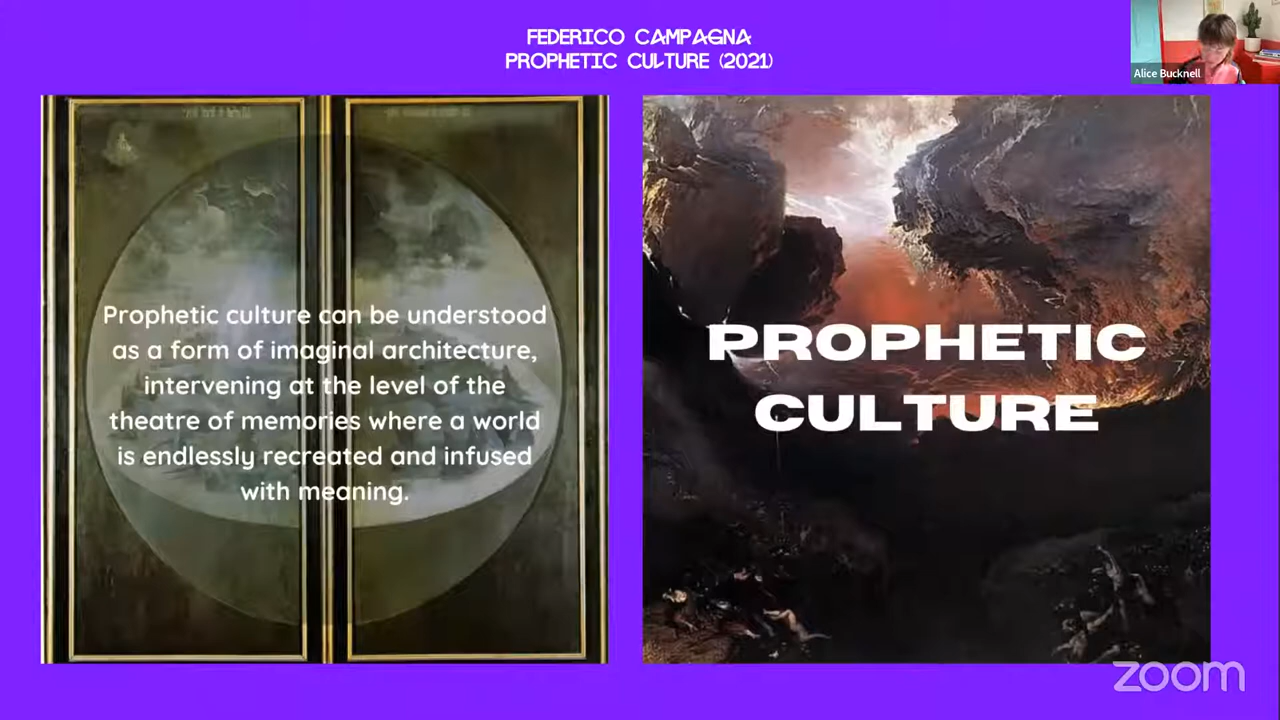 FEDERICO CAMPAGNA
PROPHETIC CULTURE (2021)
Alice Bucknell
Prophetic culture can be understood
as a form of imaginal architecture,
intervening at the level of the
theatre of memories where a world
is endlessly recreated and infused
with meaning.
PROPHETIC
CULTURE
zoom